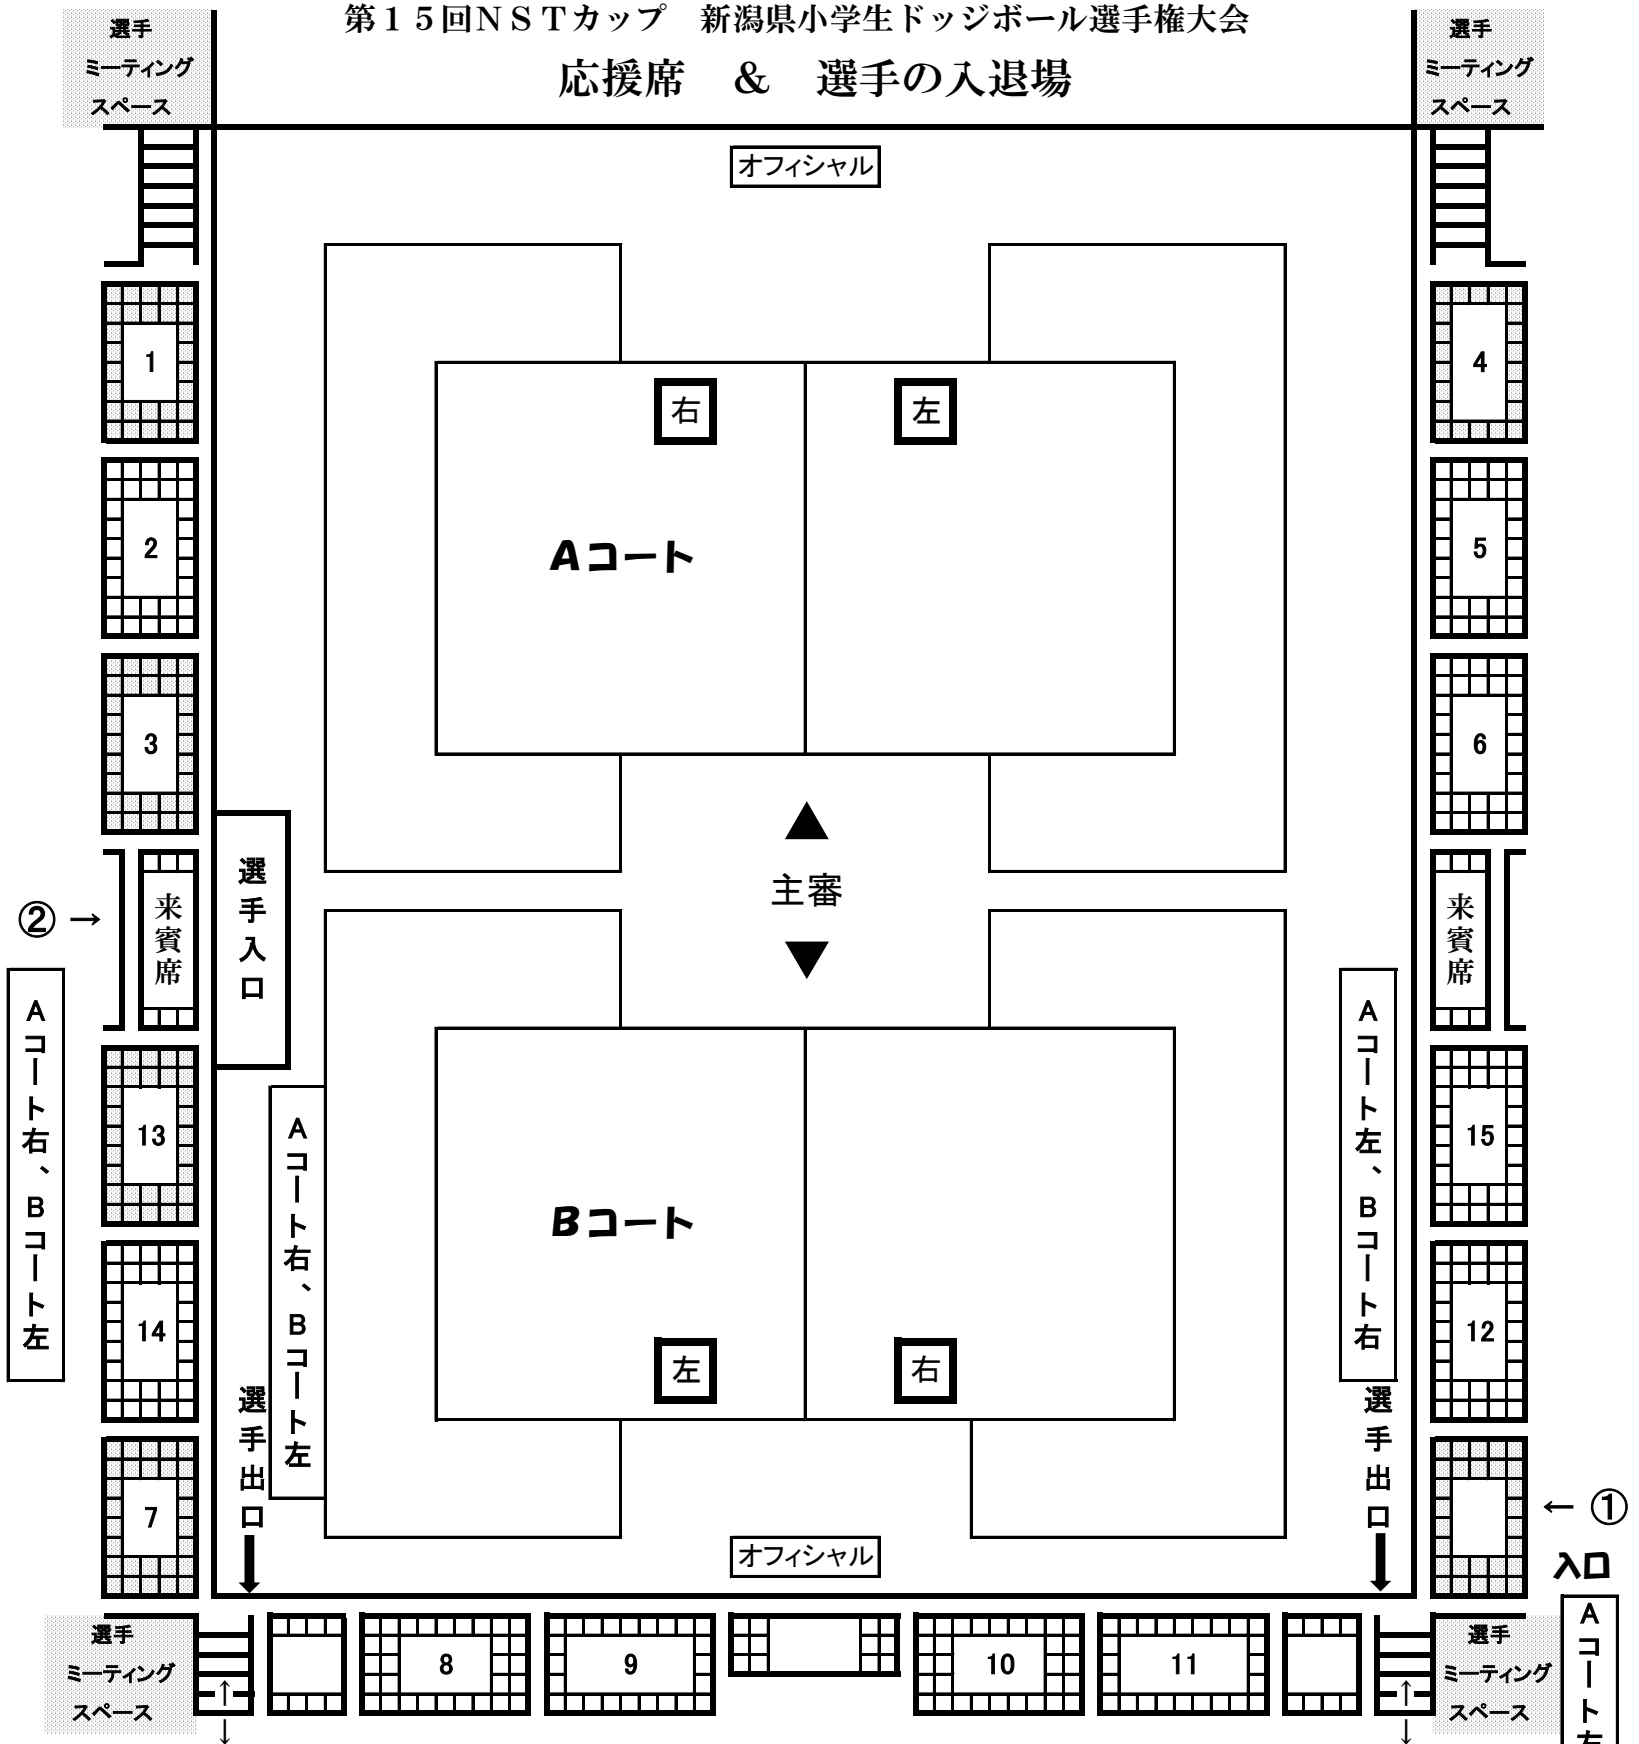 第１５回ＮＳＴカップ　新潟県小学生ドッジボール選手権大会
応援席　＆　選手の入退場
選手
ミーティング
スペース
選手
ミーティング
スペース
オフィシャル
1
4
右
左
2
Aコート
5
3
6
選手入口
主審
② →
来賓席
来賓席
Aコート右、Bコート左
Aコート左、Bコート右
13
15
Aコート右、Bコート左
Bコート
14
12
左
右
選手出口
選手出口
7
← ①
入口
オフィシャル
Aコート左
選手
ミーティング
スペース
↑
↓
8
9
10
11
↑
↓
選手
ミーティング
スペース